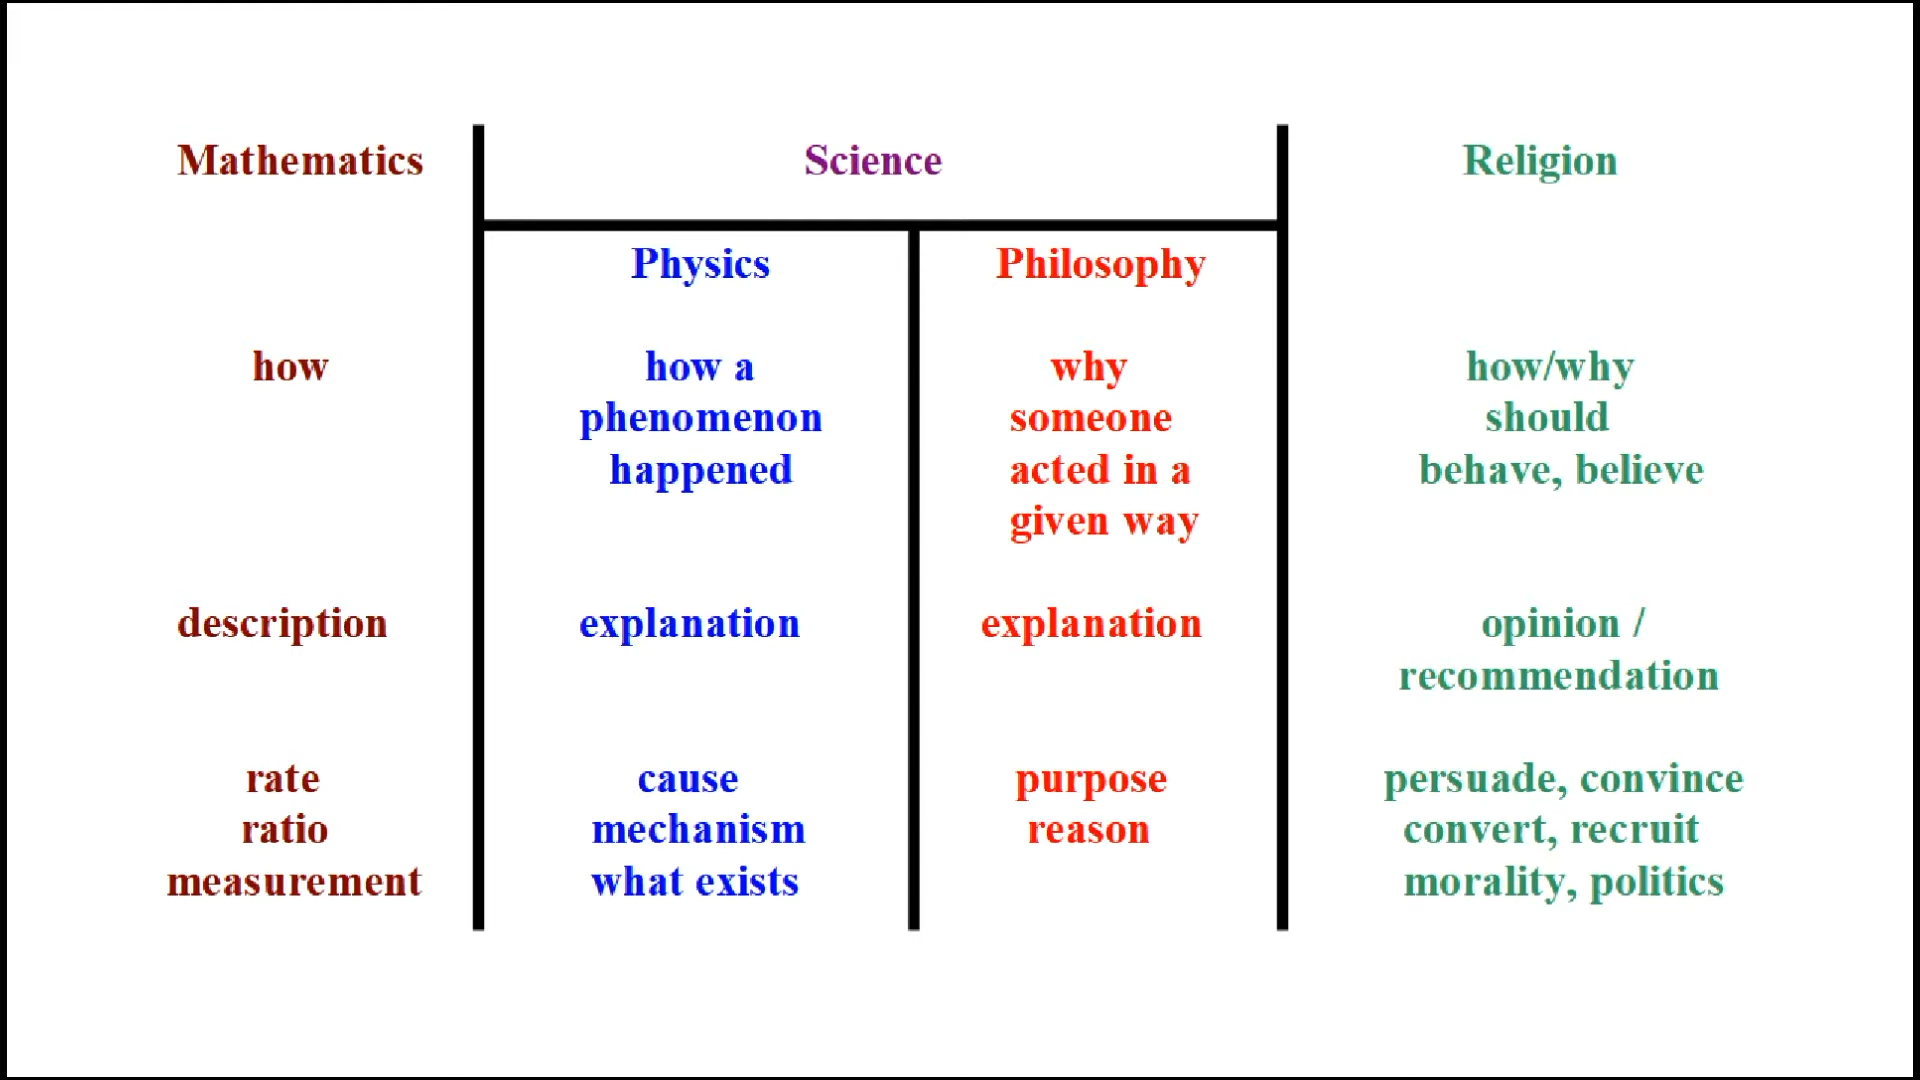 Mathematics Science Religion
Physics Philosophy
how how a why how/why
phenomenon someone should
happened acted in a behave, believe
given way
description explanation explanation opinion /
recommendation
rate cause purpose persuade, convince
ratio mechanism reason convert, recruit
measurement what exists morality, politics